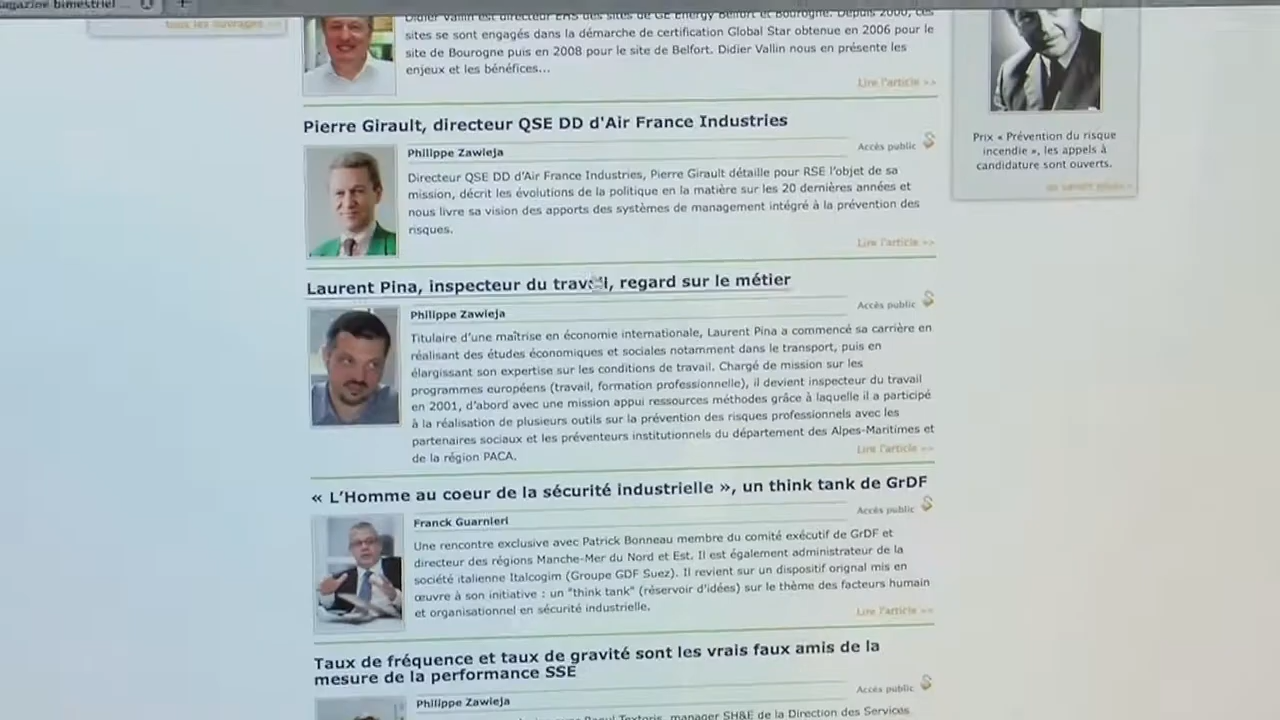 magazine bimestriel ...
tous les ouvrages >>
Didier Vallin est directeur EHS des sites de GE Energy Belfort et Bourogne. Depuis 2000, ces
sites se sont engagés dans la démarche de certification Global Star obtenue en 2006 pour le
site de Bourogne puis en 2008 pour le site de Belfort. Didier Vallin nous en présente les
enjeux et les bénéfices...
Lire l'article >>
Pierre Girault, directeur QSE DD d'Air France Industries
Philippe Zawieja
Accès public
Directeur QSE DD d'Air France Industries, Pierre Girault détaille pour RSE l'objet de sa
mission, décrit les évolutions de la politique en la matière sur les 20 dernières années et
nous livre sa vision des apports des systèmes de management intégré à la prévention des
risques.
Lire l'article >>
Laurent Pina, inspecteur du travail, regard sur le métier
Philippe Zawieja
Accès public
Titulaire d'une maîtrise en économie internationale, Laurent Pina a commencé sa carrière en
réalisant des études économiques et sociales notamment dans le transport, puis en
élargissant son expertise sur les conditions de travail. Chargé de mission sur les
programmes européens (travail, formation professionnelle), il devient inspecteur du travail
en 2001, d'abord avec une mission appui ressources méthodes grâce à laquelle il a participé
à la réalisation de plusieurs outils sur la prévention des risques professionnels avec les
partenaires sociaux et les préventeurs institutionnels du département des Alpes-Maritimes et
de la région PACA.
Lire l'article >>
« L'Homme au coeur de la sécurité industrielle », un think tank de GrDF
Franck Guarnieri
Accès public
Une rencontre exclusive avec Patrick Bonneau membre du comité exécutif de GrDF et
directeur des régions Manche-Mer du Nord et Est. Il est également administrateur de la
société italienne Italcogim (Groupe GDF Suez). Il revient sur un dispositif orignal mis en
œuvre à son initiative : un "think tank" (réservoir d'idées) sur le thème des facteurs humain
et organisationnel en sécurité industrielle.
Lire l'article >>
Taux de fréquence et taux de gravité sont les vrais faux amis de la
mesure de la performance SSE
Philippe Zawieja
Accès public
Textoris, manager SH&E de la Direction des Services
Prix « Prévention du risque
incendie », les appels à
candidature sont ouverts.
en savoir plus >